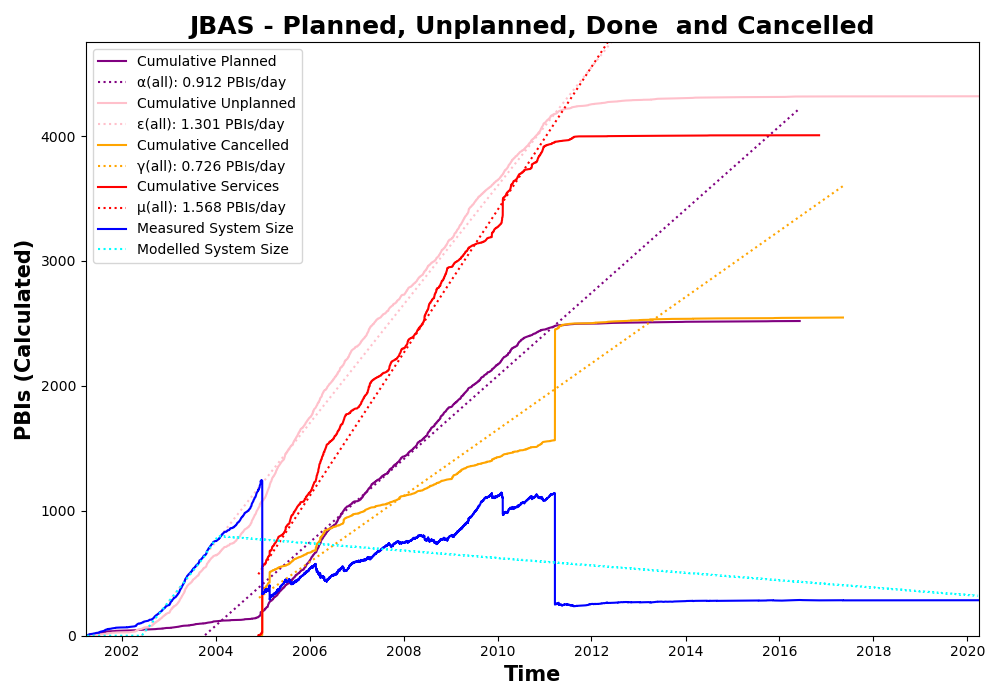 JBAS - Planned, Unplanned, Done  and Cancelled
Cumulative Planned
α(all): 0.912 PBIs/day
Cumulative Unplanned
ε(all): 1.301 PBIs/day
Cumulative Cancelled
γ(all): 0.726 PBIs/day
Cumulative Services
μ(all): 1.568 PBIs/day
Measured System Size
Modelled System Size
PBIs (Calculated)
4000
3000
2000
1000
0
2002 2004 2006 2008 2010 2012 2014 2016 2018 2020
Time